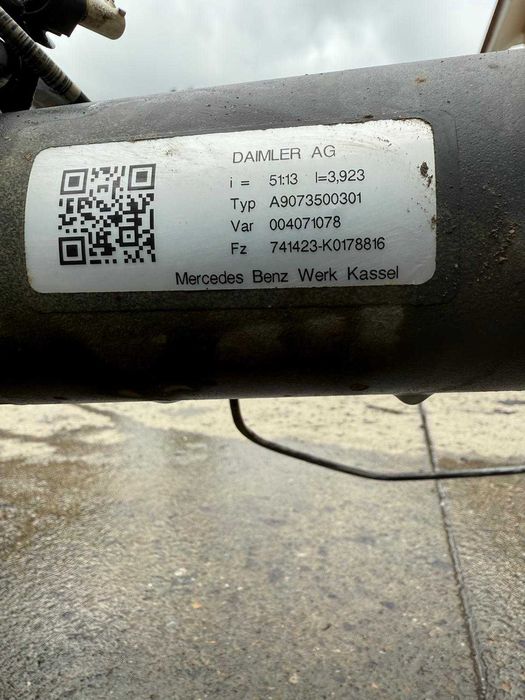 DAIMLER AG
i = 51:13 I=3,923
Typ A9073500301
Var 004071078
Fz 741423-K0178816
Mercedes Benz Werk Kassel